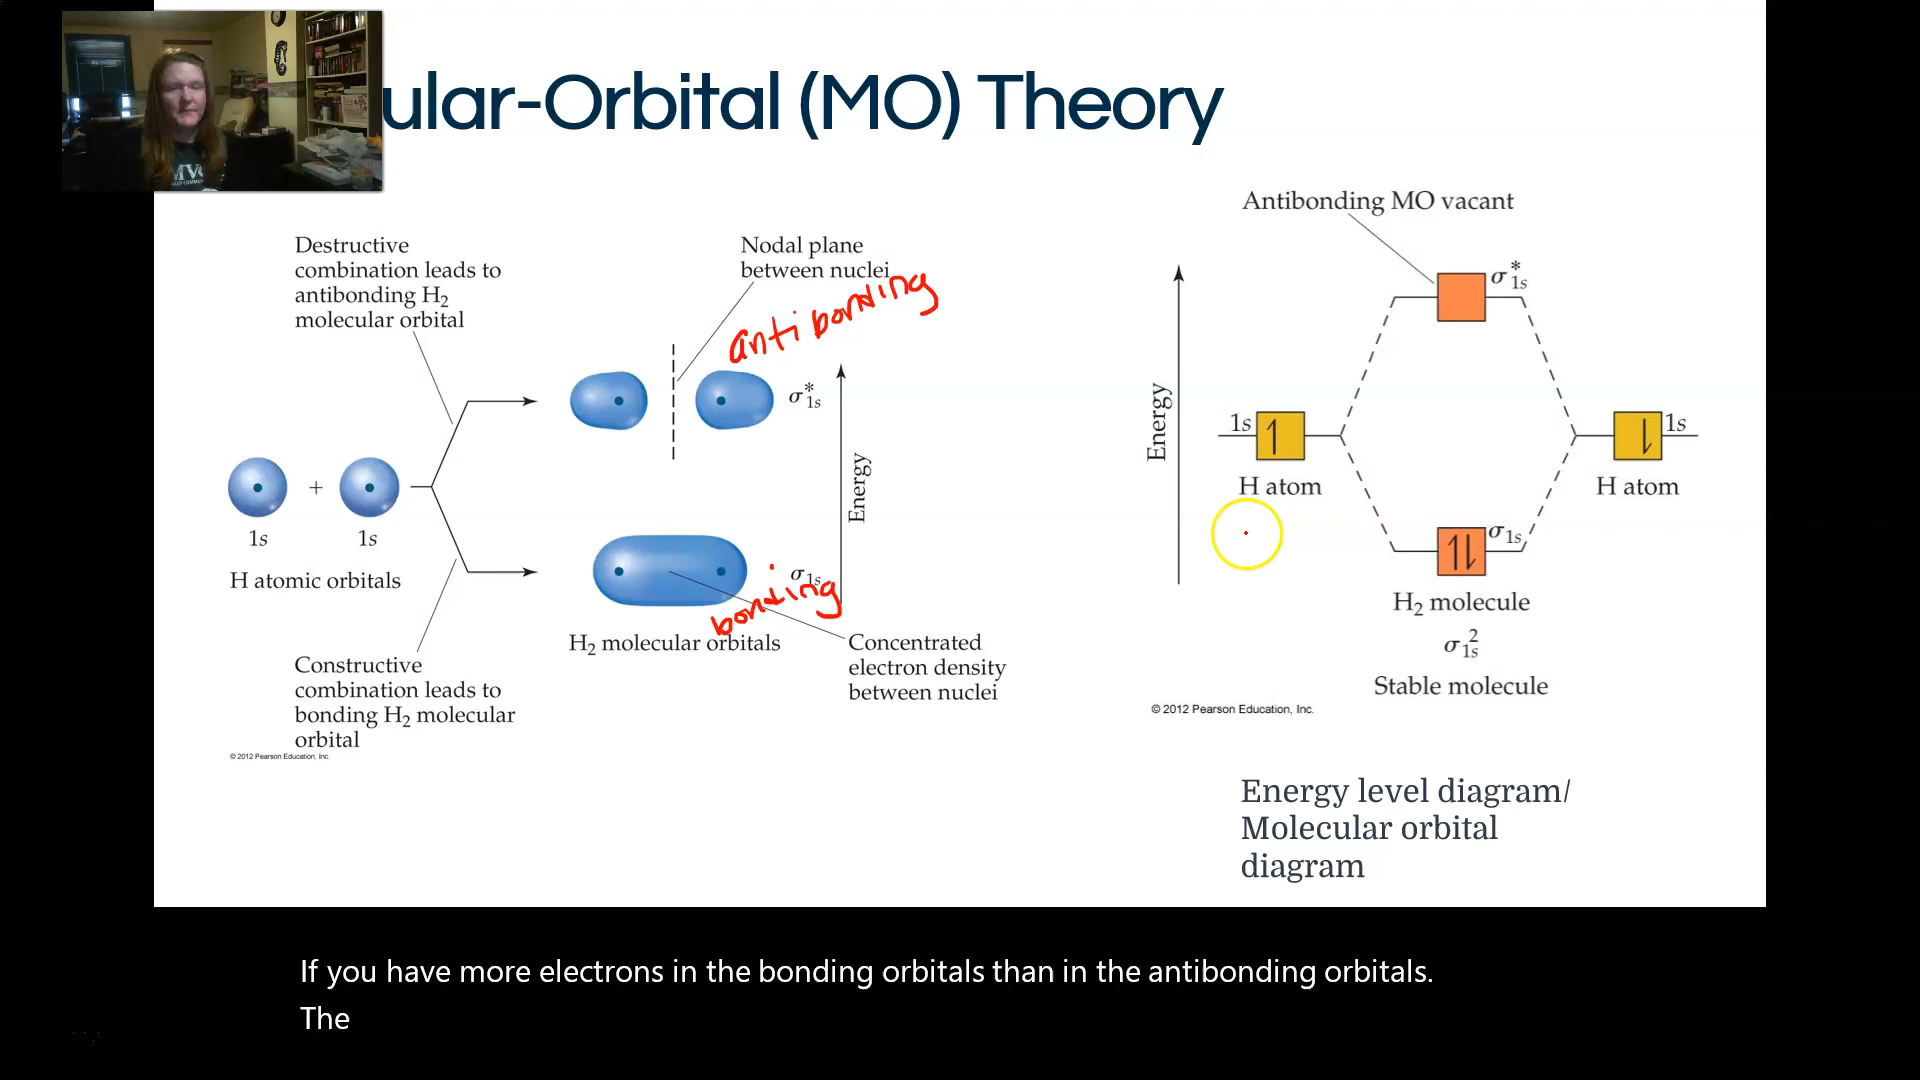 ular-Orbital (MO) Theory
MVC
Destructive
combination leads to
antibonding H₂
molecular orbital
Nodal plane
between nuclei
antibonding
σ*1s
Energy
1s
+
1s
H atomic orbitals
σ1s
bonding
H₂ molecular orbitals
Concentrated
electron density
between nuclei
Constructive
combination leads to
bonding H₂ molecular
orbital
© 2012 Pearson Education, Inc.
Antibonding MO vacant
σ*1s
Energy
1s
1s
H atom
H atom
σ1s
H₂ molecule
σ²1s
Stable molecule
© 2012 Pearson Education, Inc.
Energy level diagram/
Molecular orbital
diagram
If you have more electrons in the bonding orbitals than in the antibonding orbitals.
The